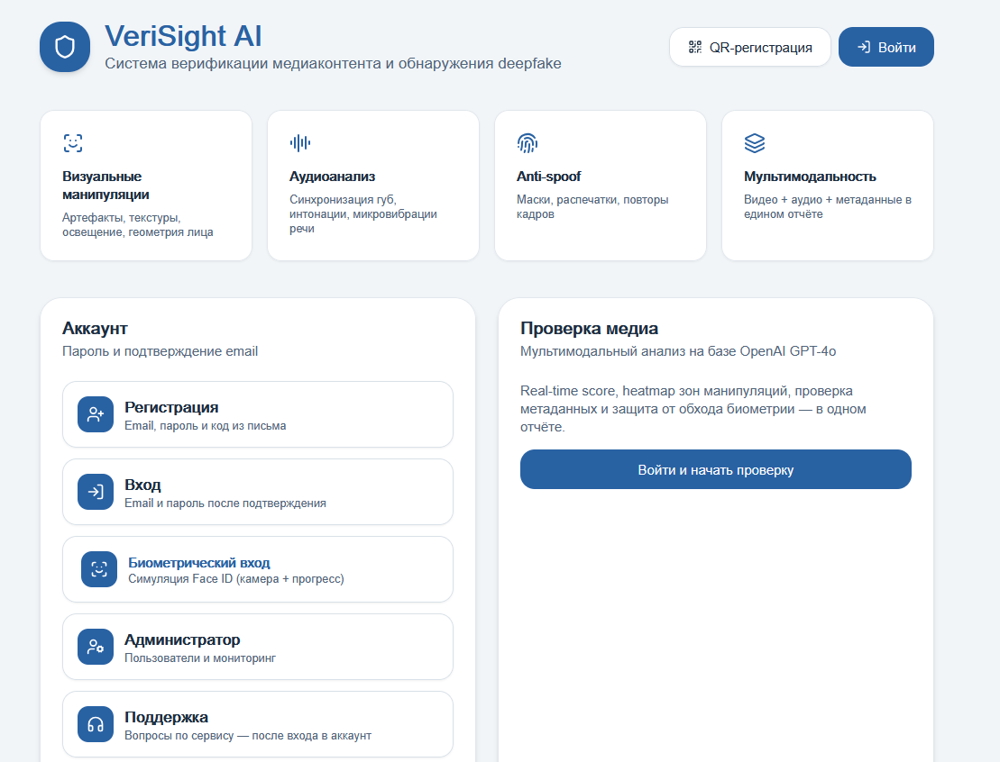 VeriSight AI
Система верификации медиаконтента и обнаружения deepfake
QR-регистрация
Войти
Визуальные
манипуляции
Артефакты, текстуры,
освещение, геометрия лица
Аудиоанализ
Синхронизация губ,
интонации, микровибрации
речи
Anti-spoof
Маски, распечатки, повторы
кадров
Мультимодальность
Видео + аудио + метаданные в
едином отчёте
Аккаунт
Пароль и подтверждение email
Регистрация
Email, пароль и код из письма
Вход
Email и пароль после подтверждения
Биометрический вход
Симуляция Face ID (камера + прогресс)
Администратор
Пользователи и мониторинг
Поддержка
Вопросы по сервису — после входа в аккаунт
Проверка медиа
Мультимодальный анализ на базе OpenAI GPT-4o
Real-time score, heatmap зон манипуляций, проверка
метаданных и защита от обхода биометрии — в одном
отчёте.
Войти и начать проверку